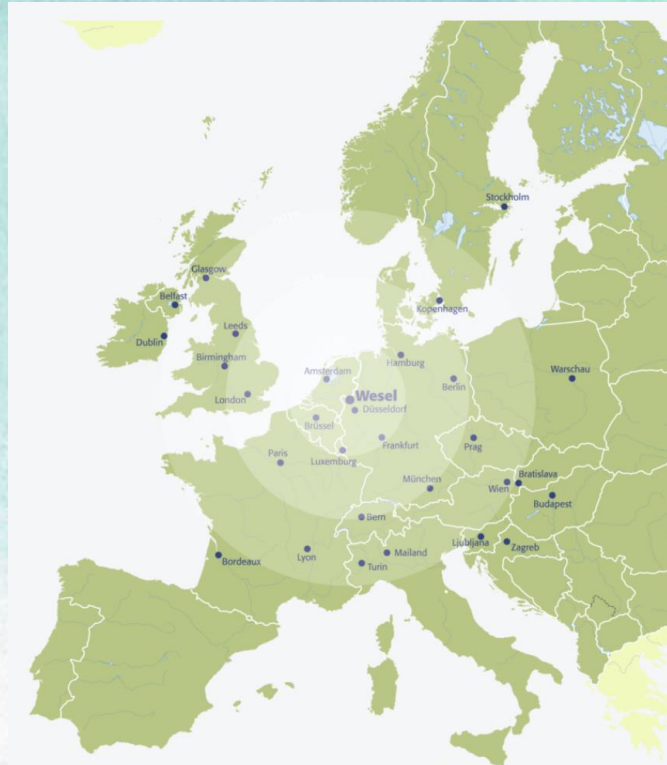 Stockholm
Glasgow
Belfast
Kopenhagen
Leeds
Dublin
Hamburg
Birmingham
Warschau
Amsterdam
Berlin
London
Wesel
Düsseldorf
Brüssel
Frankfurt
Prag
Paris
Luxemburg
München
Wien
Bratislava
Budapest
Bern
Ljubljana
Zagreb
Mailand
Lyon
Bordeaux
Turin